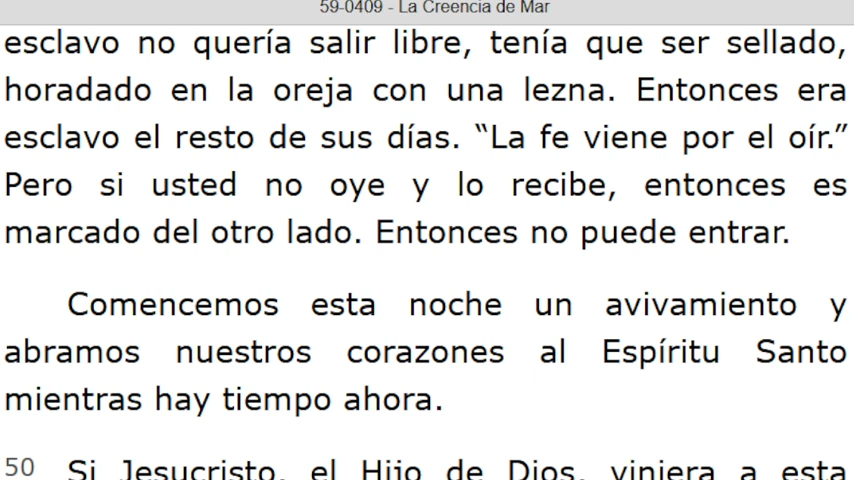 59-0409 - La Creencia de Mar
esclavo no quería salir libre, tenía que ser sellado,
horadado en la oreja con una lezna. Entonces era
esclavo el resto de sus días. “La fe viene por el oír.”
Pero si usted no oye y lo recibe, entonces es
marcado del otro lado. Entonces no puede entrar.
Comencemos esta noche un avivamiento y
abramos nuestros corazones al Espíritu Santo
mientras hay tiempo ahora.
50 Si Jesucristo, el Hijo de Dios, viniera a esta